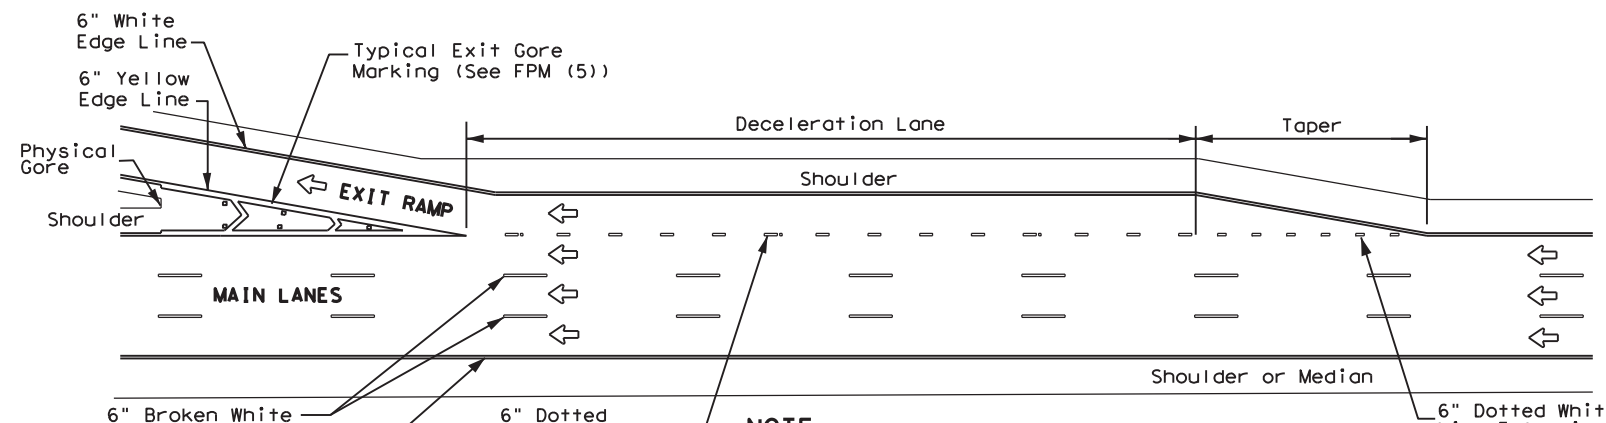 6" White
Edge Line
Typical Exit Gore
Marking (See FPM (5))
6" Yellow
Edge Line
Deceleration Lane
Taper
Physical
Gore
Shoulder
EXIT RAMP
Shoulder
MAIN LANES
Shoulder or Median
6" Broken White
6" Dotted
NOTE
6" Dotted Whit